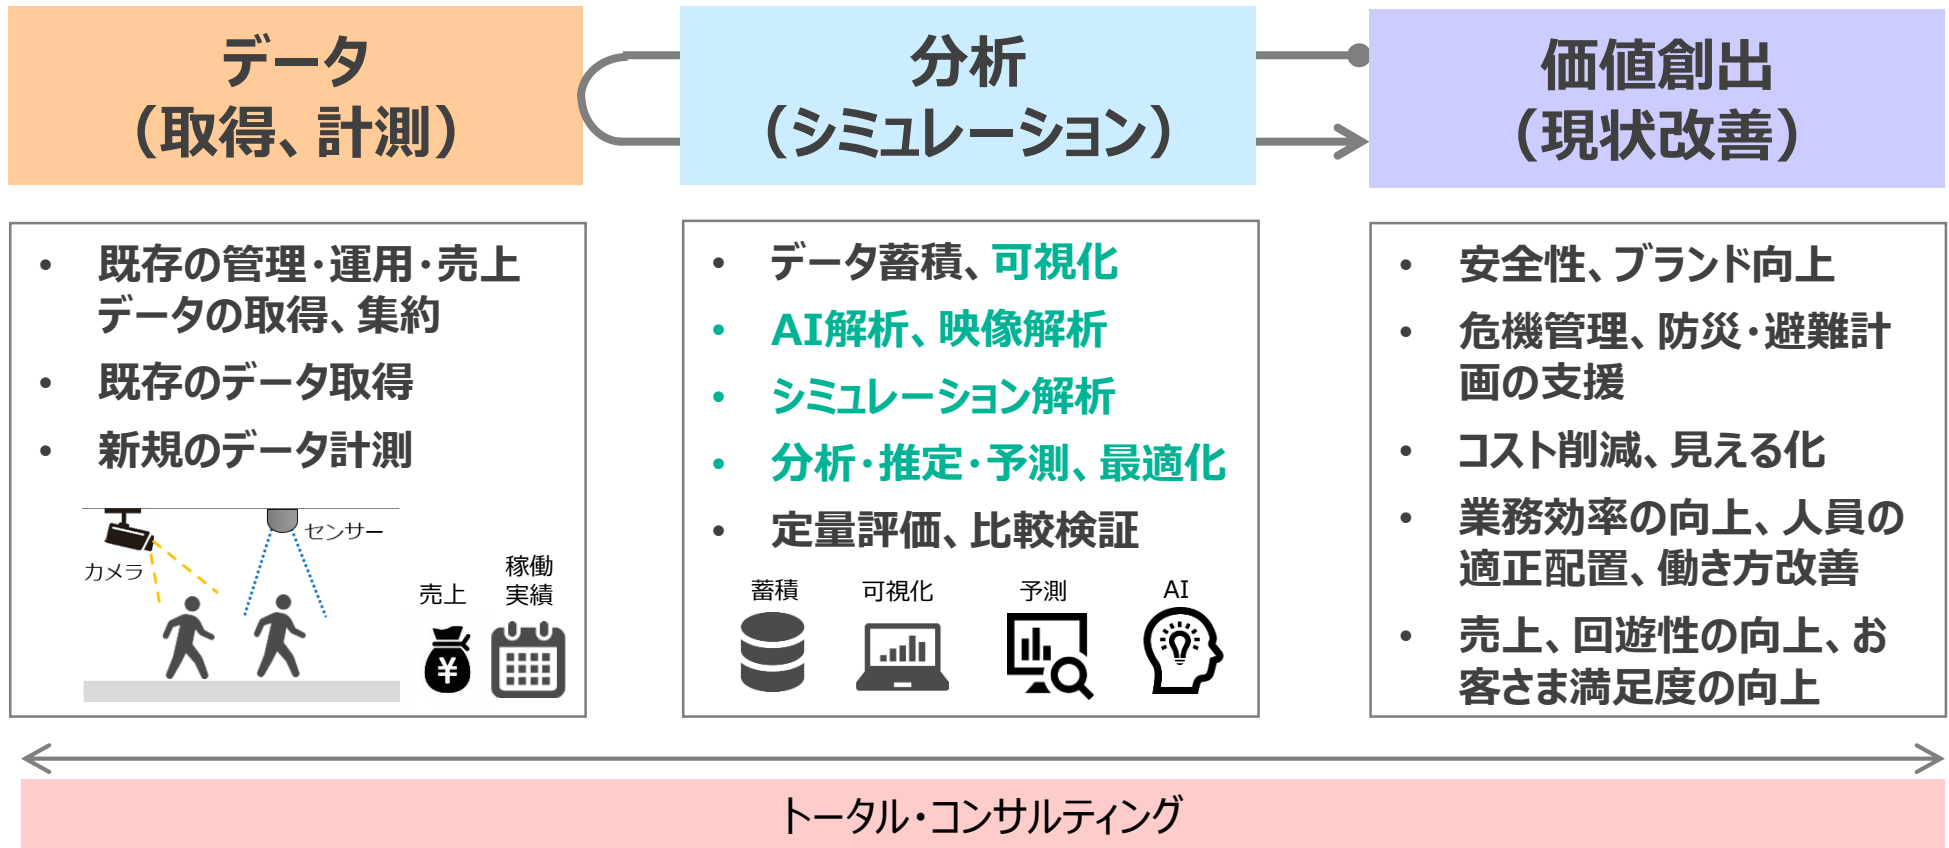 データ
（取得、計測）
分析
（シミュレーション）
価値創出
（現状改善）
• 既存の管理・運用・売上
データの取得、集約
• 既存のデータ取得
• 新規のデータ計測
センサー
カメラ
売上
稼働
実績
¥
• データ蓄積、可視化
• AI解析、映像解析
• シミュレーション解析
• 分析・推定・予測、最適化
• 定量評価、比較検証
蓄積
可視化
予測
AI
• 安全性、ブランド向上
• 危機管理、防災・避難計
画の支援
• コスト削減、見える化
• 業務効率の向上、人員の
適正配置、働き方改善
• 売上、回遊性の向上、お
客さま満足度の向上
トータル・コンサルティング